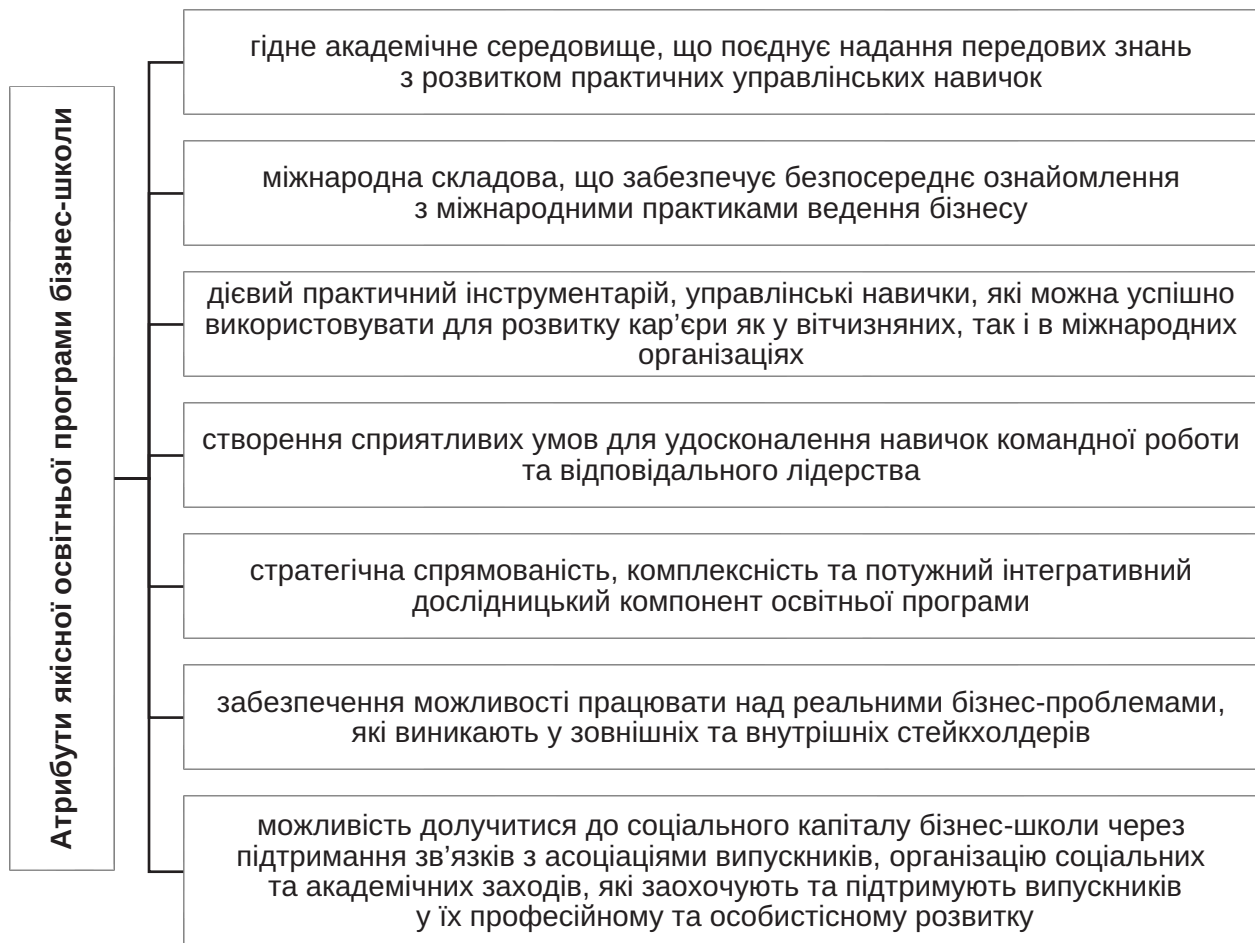 Атрибути якісної освітньої програми бізнес-школи
гідне академічне середовище, що поєднує надання передових знань
з розвитком практичних управлінських навичок
міжнародна складова, що забезпечує безпосереднє ознайомлення
з міжнародними практиками ведення бізнесу
дієвий практичний інструментарій, управлінські навички, які можна успішно
використовувати для розвитку кар’єри як у вітчизняних, так і в міжнародних
організаціях
створення сприятливих умов для удосконалення навичок командної роботи
та відповідального лідерства
стратегічна спрямованість, комплексність та потужний інтегративний
дослідницький компонент освітньої програми
забезпечення можливості працювати над реальними бізнес-проблемами,
які виникають у зовнішніх та внутрішніх стейкхолдерів
можливість долучитися до соціального капіталу бізнес-школи через
підтримання зв’язків з асоціаціями випускників, організацію соціальних
та академічних заходів, які заохочують та підтримують випускників
у їх професійному та особистісному розвитку